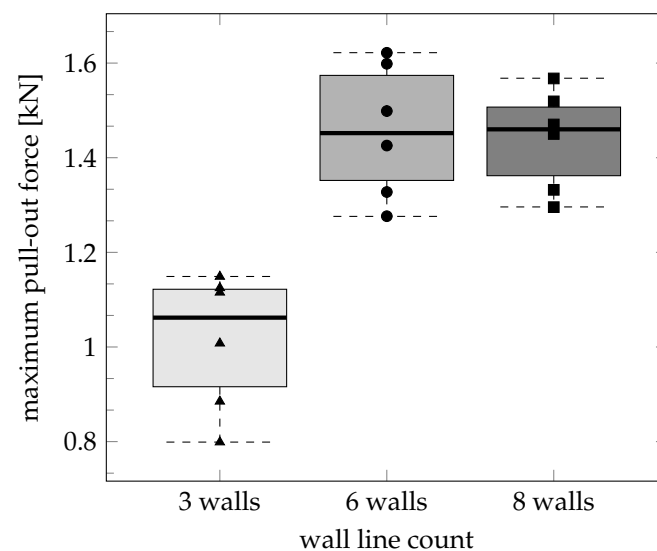 maximum pull-out force [kN]
1.6
1.4
1.2
1
0.8
3 walls
6 walls
8 walls
wall line count